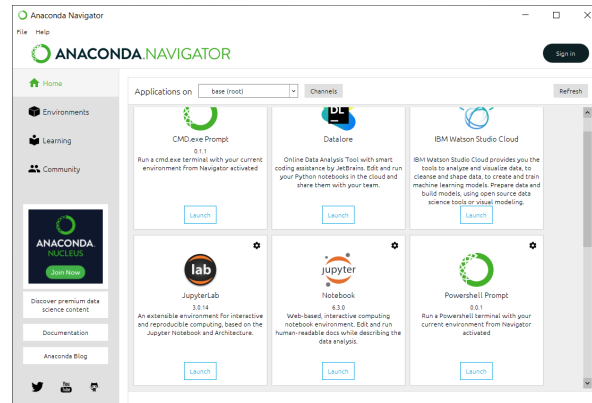 Anaconda Navigator
File Help
ANACONDA.NAVIGATOR
Sign in
Home
Environments
Learning
Community
ANACONDA.
NUCLEUS
Join Now
Discover premium data
science content
Documentation
Anaconda Blog
You
Tube
Applications on
base (root)
Channels
Refresh
CMD.exe Prompt
0.1.1
Run a cmd.exe terminal with your current
environment from Navigator activated
Launch
DL
Datalore
Online Data Analysis Tool with smart
coding assistance by JetBrains. Edit and run
your Python notebooks in the cloud and
share them with your team.
Launch
IBM Watson Studio Cloud
IBM Watson Studio Cloud provides you the
tools to analyze and visualize data, to
cleanse and shape data, to create and train
machine learning models. Prepare data and
build models, using open source data
science tools or visual modeling.
Launch
lab
JupyterLab
3.0.14
An extensible environment for interactive
and reproducible computing, based on the
Jupyter Notebook and Architecture.
Launch
jupyter
Notebook
6.3.0
Web-based, interactive computing
notebook environment. Edit and run
human-readable docs while describing the
data analysis.
Launch
Powershell Prompt
0.0.1
Run a Powershell terminal with your
current environment from Navigator
activated
Launch